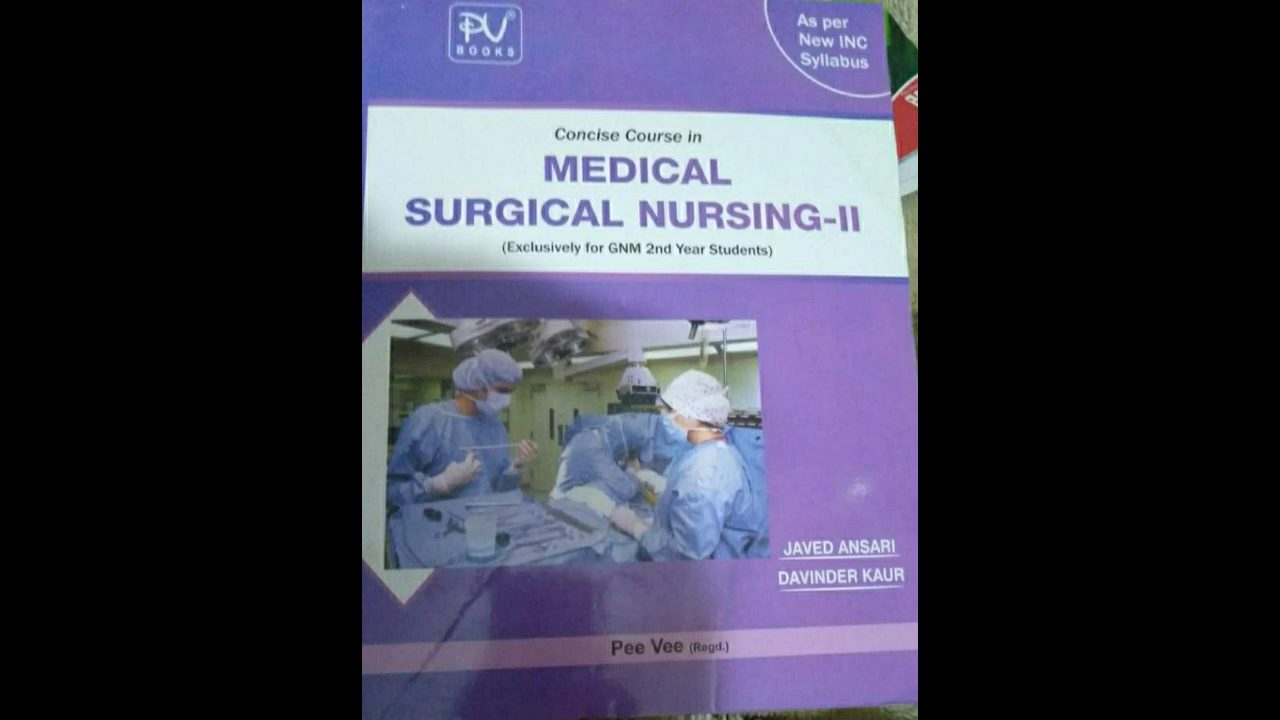 PV®
BOOKS
As per
New INC
Syllabus
Concise Course in
MEDICAL
SURGICAL NURSING-II
(Exclusively for GNM 2nd Year Students)
JAVED ANSARI
DAVINDER KAUR
Pee Vee (Regd.)